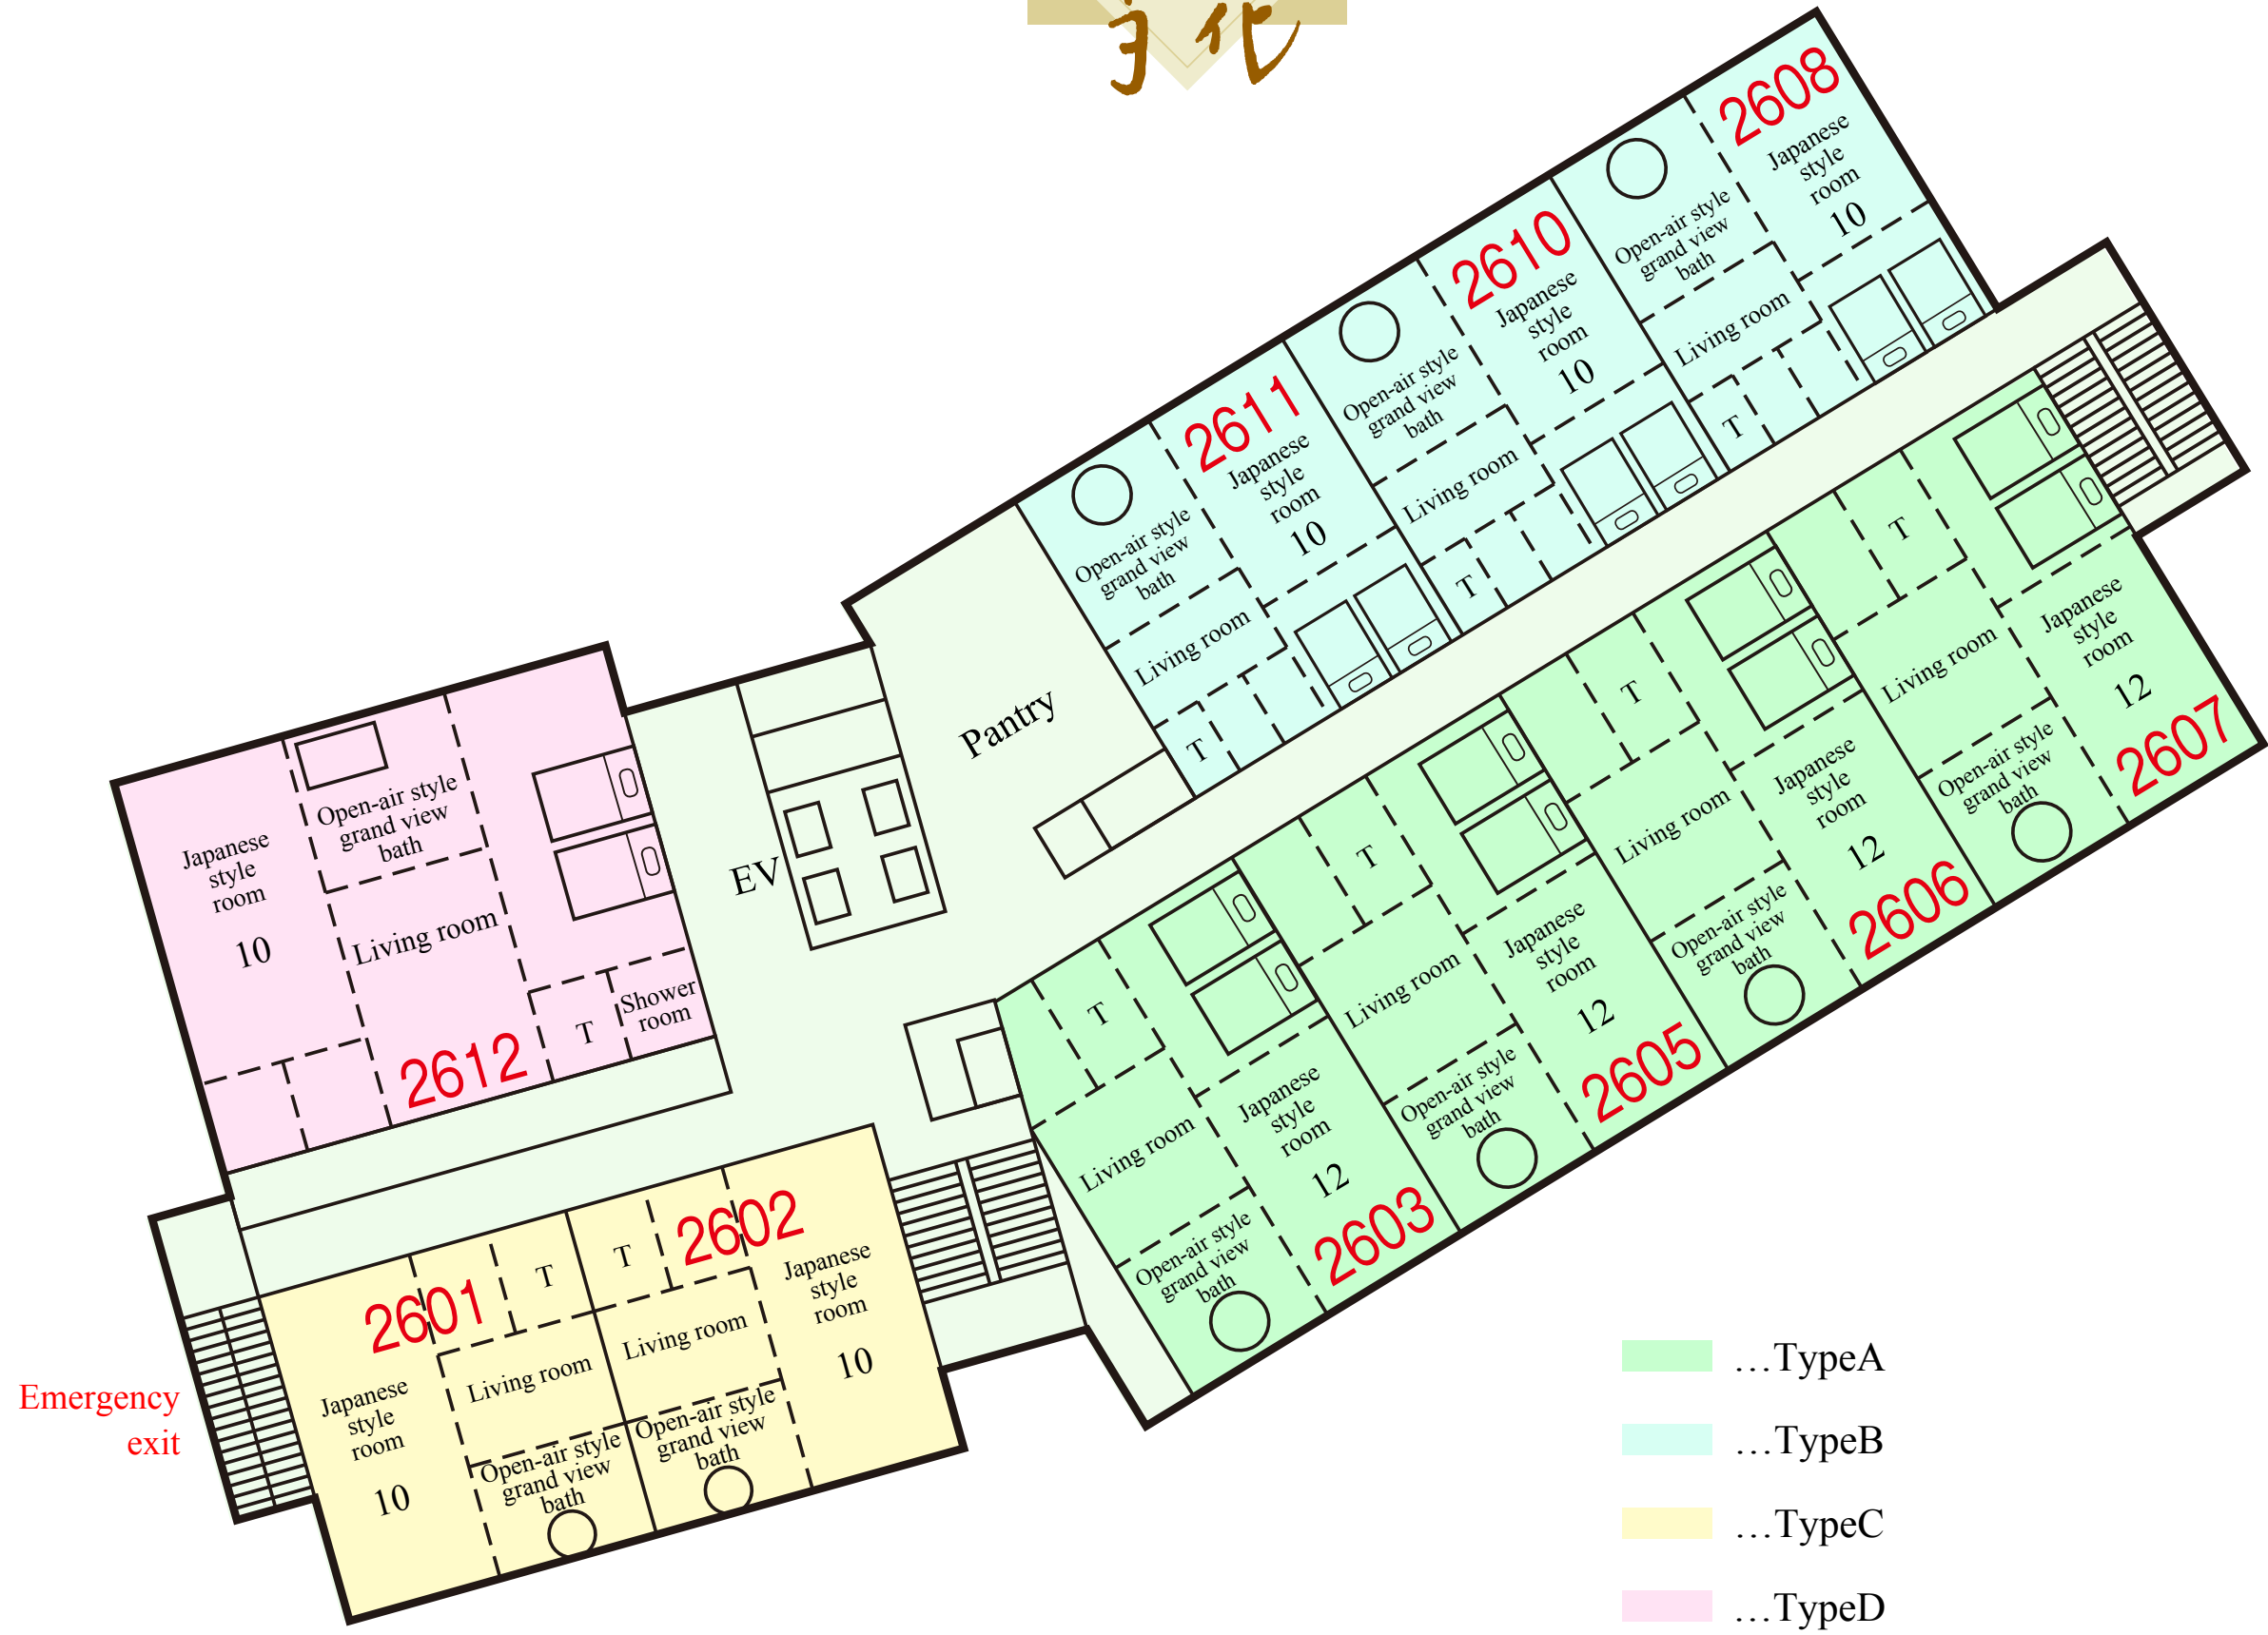 2608
Japanese
style
room
10
Open-air style
grand view
bath
Living room
T
2610
Japanese
style
room
10
Open-air style
grand view
bath
Living room
T
2611
Japanese
style
room
10
Open-air style
grand view
bath
Living room
T
Pantry
EV
Japanese
style
room
10
Open-air style
grand view
bath
Living room
2612
T
Shower
room
T
Living room
Japanese
style
room
12
2607
Open-air style
grand view
bath
T
Living room
Japanese
style
room
12
2606
Open-air style
grand view
bath
T
Living room
Japanese
style
room
12
2605
Open-air style
grand view
bath
T
Living room
Japanese
style
room
12
2603
Open-air style
grand view
bath
2601
T
Living room
Japanese
style
room
10
Open-air style
grand view
bath
2602
T
Living room
Japanese
style
room
10
Open-air style
grand view
bath
Emergency
exit
…TypeA
…TypeB
…TypeC
…TypeD